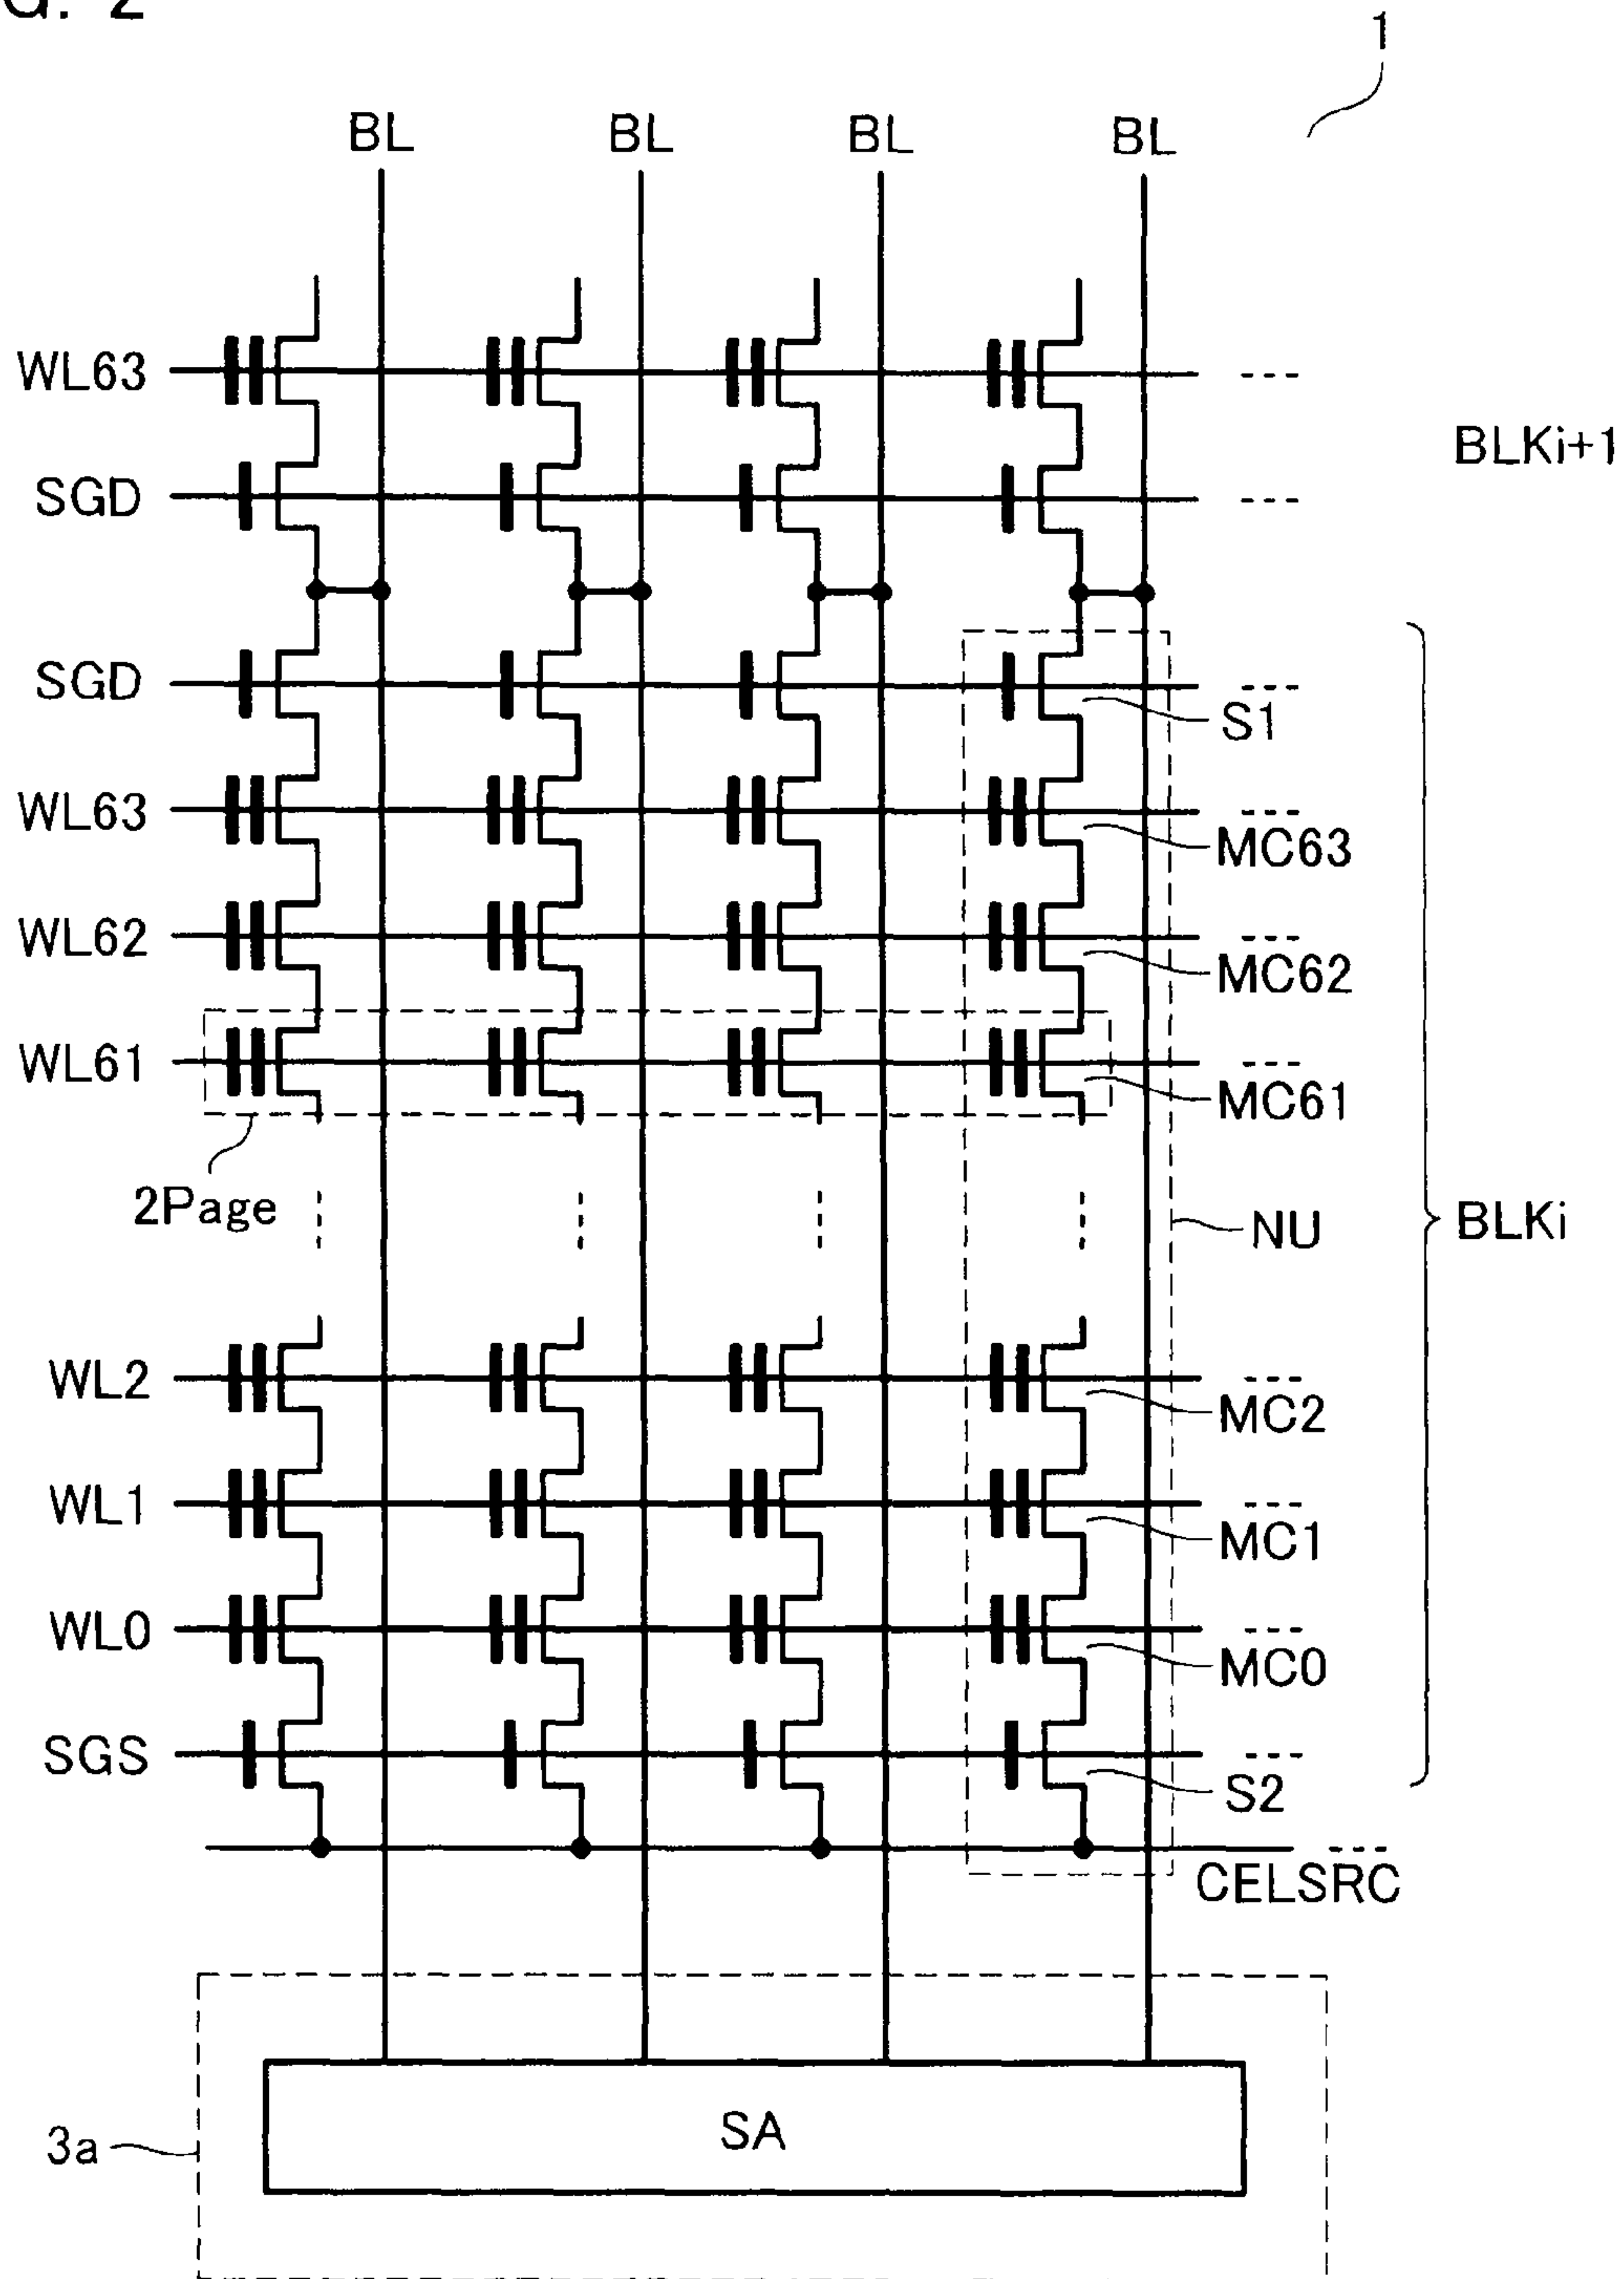 G. 2
1
BL BL BL BL
WL63 ---
BLKi+1
SGD ---
SGD ---
S1
WL63 ---
MC63
WL62 ---
MC62
WL61 ---
MC61
2Page
NU
BLKi
WL2 ---
MC2
WL1 ---
MC1
WL0 ---
MC0
SGS ---
S2
CELSRC ---
3a
SA